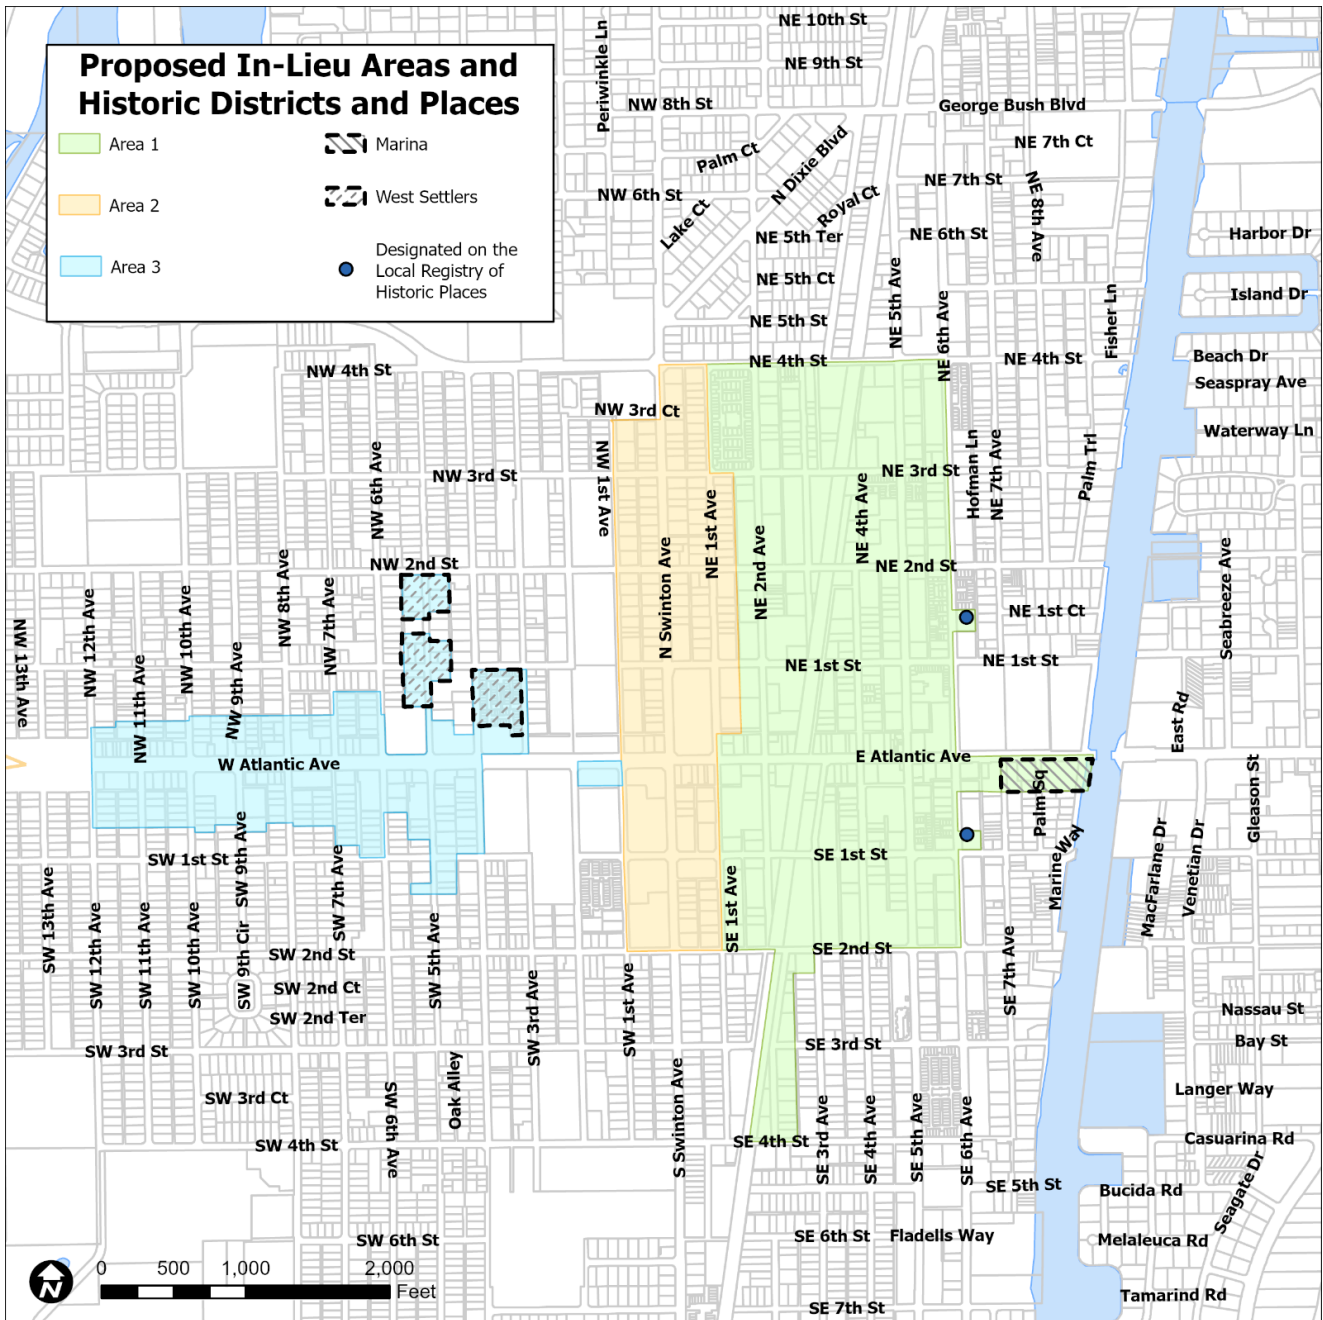 Proposed In-Lieu Areas and
Historic Districts and Places
Area 1
Area 2
Area 3
Marina
West Settlers
Designated on the
Local Registry of
Historic Places
NE 10th St
NE 9th St
Periwinkle Ln
NW 8th St
George Bush Blvd
NE 7th Ct
Palm Ct
N Dixie Blvd
NE 7th St
NE 8th Ave
NW 6th St
Royal Ct
Lake Ct
NE 5th Ter
NE 6th St
Harbor Dr
NE 5th Ct
NE 5th Ave
Island Dr
NE 5th St
NE 6th Ave
Fisher Ln
NE 4th St
NE 4th St
Beach Dr
NW 4th St
Seaspray Ave
NW 3rd Ct
Waterway Ln
NW 6th Ave
NW 3rd St
NW 1st Ave
NE 3rd St
Hofman Ln
NE 7th Ave
Palm Trl
NE 1st Ave
NE 4th Ave
NW 2nd St
N Swinton Ave
NE 2nd Ave
NE 2nd St
Seabreeze Ave
NW 13th Ave
NW 12th Ave
NW 11th Ave
NW 10th Ave
NW 9th Ave
NW 8th Ave
NW 7th Ave
NE 1st Ct
NE 1st St
NE 1st St
East Rd
W Atlantic Ave
E Atlantic Ave
Palm Sq
Gleason St
SW 1st St
SW 9th Ave
SE 1st St
Marine Way
MacFarlane Dr
Venetian Dr
SW 13th Ave
SW 12th Ave
SW 11th Ave
SW 10th Ave
SW 9th Cir
SW 7th Ave
SW 5th Ave
SE 1st Ave
SW 2nd St
SE 2nd St
SE 7th Ave
SW 2nd Ct
SW 2nd Ter
SW 3rd Ave
SW 1st Ave
Nassau St
SW 3rd St
SE 3rd St
Bay St
SW 3rd Ct
SW 6th Ave
Oak Alley
S Swinton Ave
SE 3rd Ave
SE 4th Ave
SE 5th Ave
SE 6th Ave
Langer Way
SW 4th St
SE 4th St
Casuarina Rd
SE 5th St
Bucida Rd
Seagate Dr
SW 6th St
SE 6th St
Fladells Way
Melaleuca Rd
N
0 500 1,000 2,000
Feet
SE 7th St
Tamarind Rd